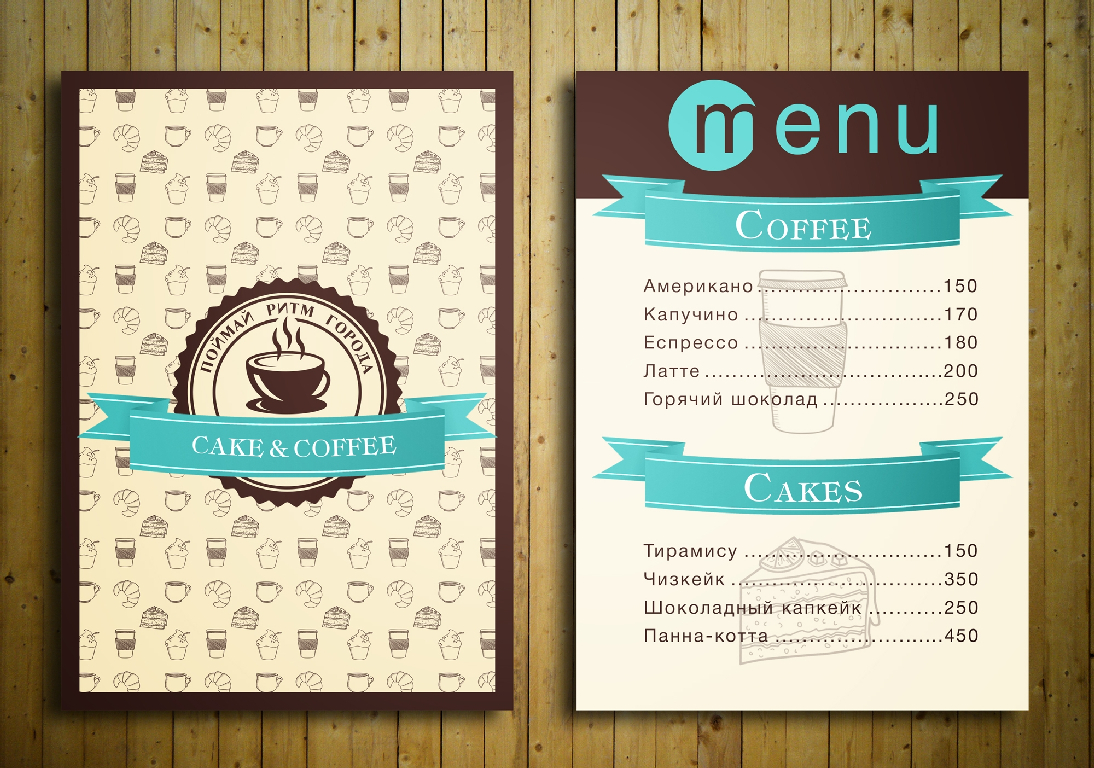 ПОЙМАЙ РИТМ ГОРОДА
CAKE & COFFEE
menu
COFFEE
Американо......................150
Капучино......................170
Еспрессо......................180
Латте......................200
Горячий шоколад......................250
CAKES
Тирамису......................150
Чизкейк......................350
Шоколадный капкейк............250
Панна-котта......................450